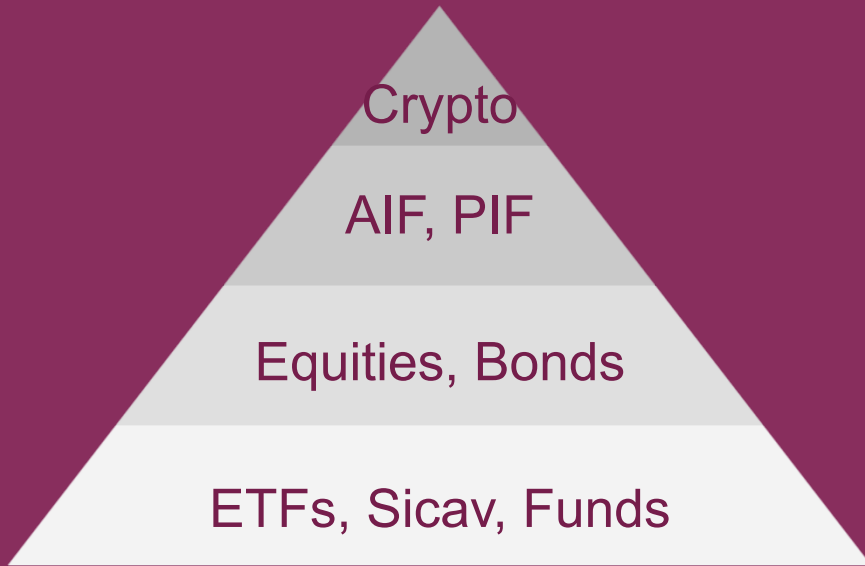 Crypto
AIF, PIF
Equities, Bonds
ETFs, Sicav, Funds